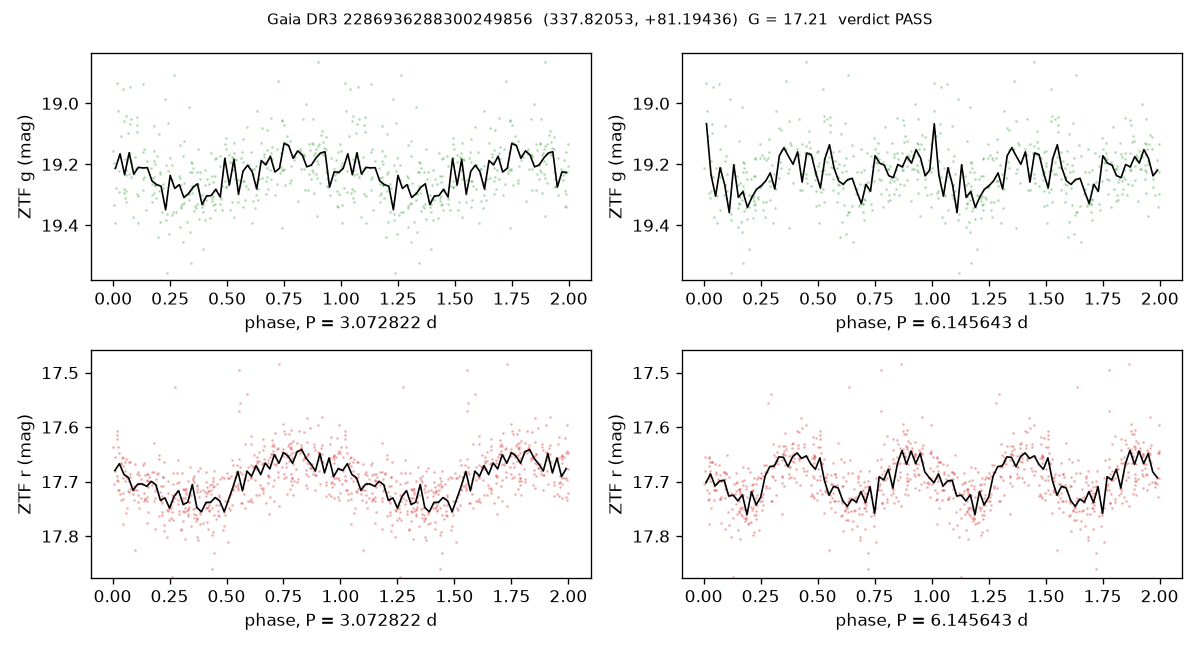 Gaia DR3 2286936288300249856 (337.82053, +81.19436) G = 17.21 verdict PASS
ZTF g (mag)
19.0
19.2
19.4
0.00 0.25 0.50 0.75 1.00 1.25 1.50 1.75 2.00
phase, P = 3.072822 d
ZTF g (mag)
19.0
19.2
19.4
0.00 0.25 0.50 0.75 1.00 1.25 1.50 1.75 2.00
phase, P = 6.145643 d
ZTF r (mag)
17.5
17.6
17.7
17.8
0.00 0.25 0.50 0.75 1.00 1.25 1.50 1.75 2.00
phase, P = 3.072822 d
ZTF r (mag)
17.5
17.6
17.7
17.8
0.00 0.25 0.50 0.75 1.00 1.25 1.50 1.75 2.00
phase, P = 6.145643 d